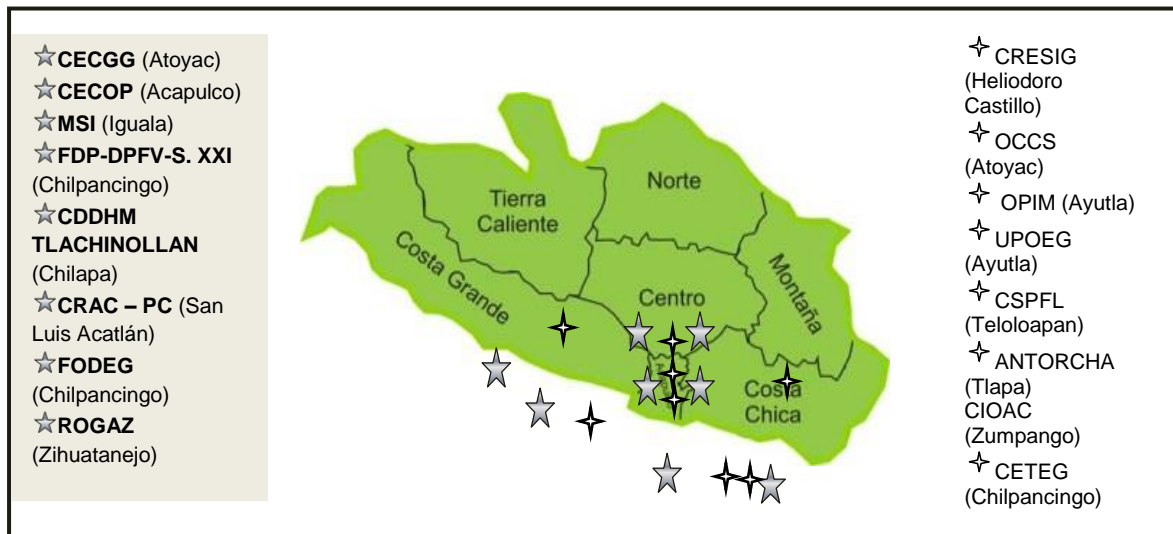 CECGG (Atoyac)
CECOP (Acapulco)
MSI (Iguala)
FDP-DPFV-S. XXI
(Chilpancingo)
CDDHM
TLACHINOLLAN
(Chilapa)
CRAC – PC (San
Luis Acatlán)
FODEG
(Chilpancingo)
ROGAZ
(Zihuatanejo)
Tierra
Caliente
Norte
Costa Grande
Centro
Montaña
Costa
Chica
CRESIG
(Heliodoro
Castillo)
OCCS
(Atoyac)
OPIM (Ayutla)
UPOEG
(Ayutla)
CSPFL
(Teloloapan)
ANTORCHA
(Tlapa)
CIOAC
(Zumpango)
CETEG
(Chilpancingo)